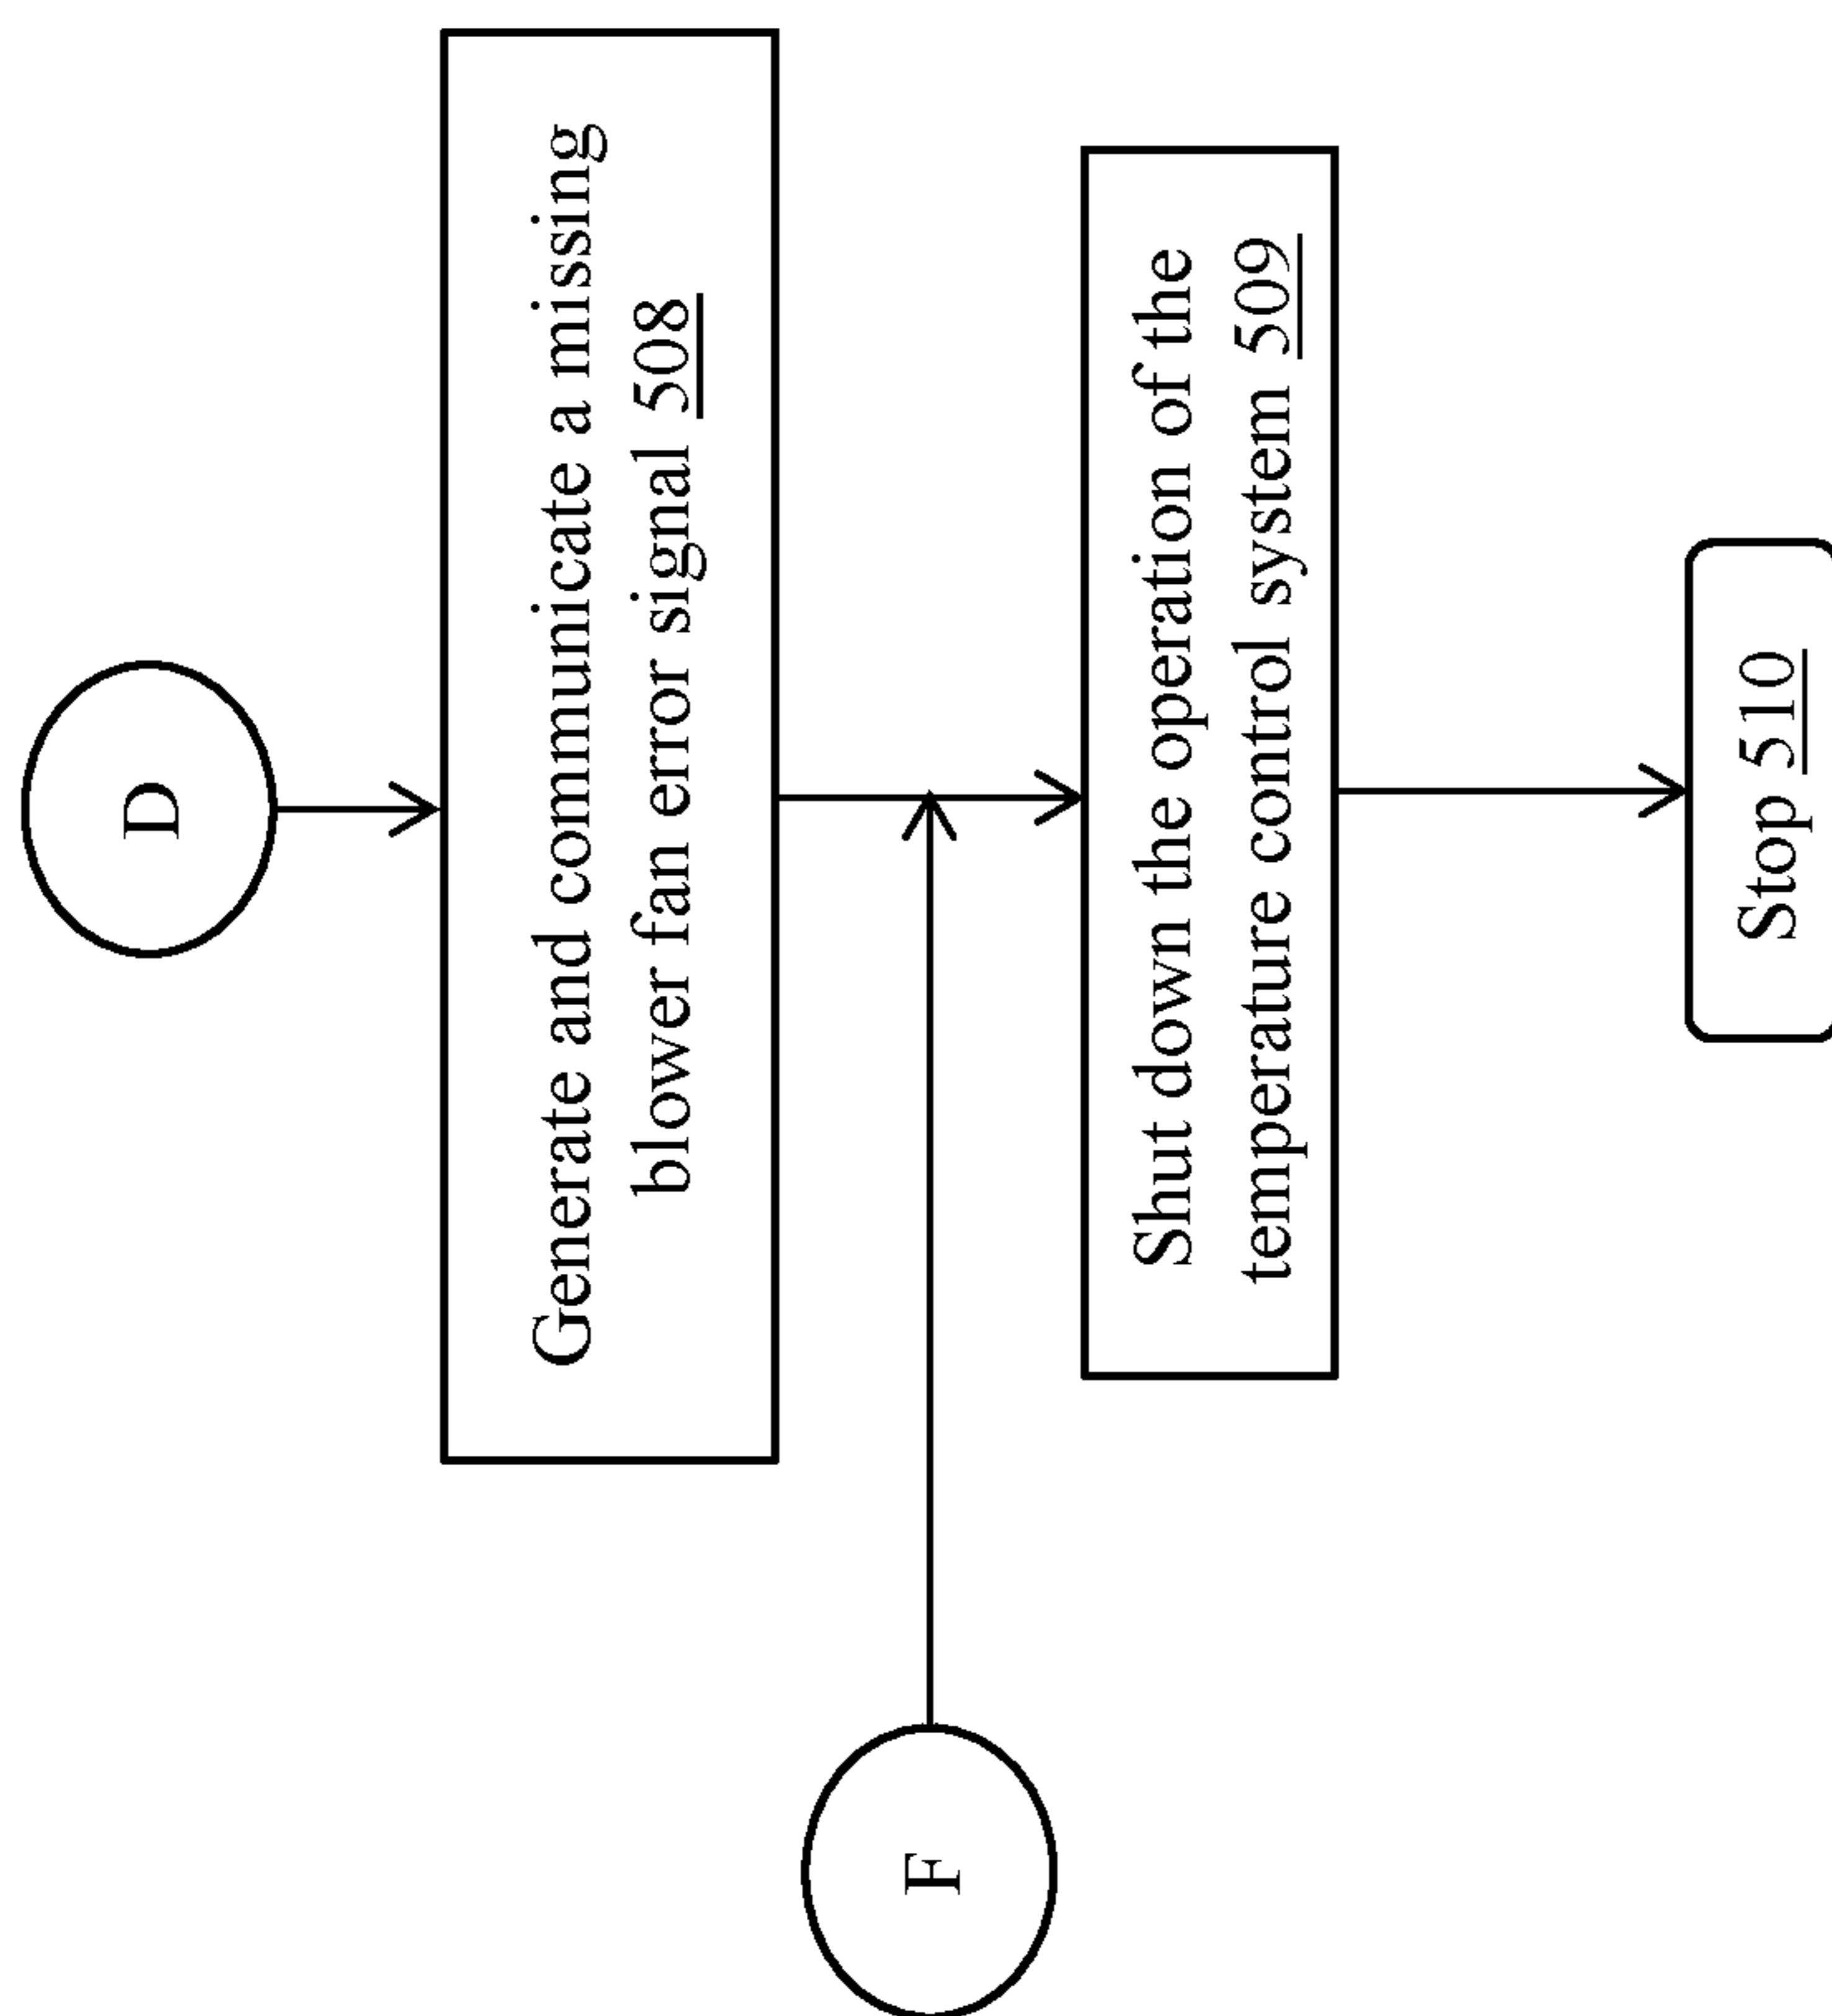 D
Generate and communicate a missing
blower fan error signal 508
F
Shut down the operation of the
temperature control system 509
Stop 510